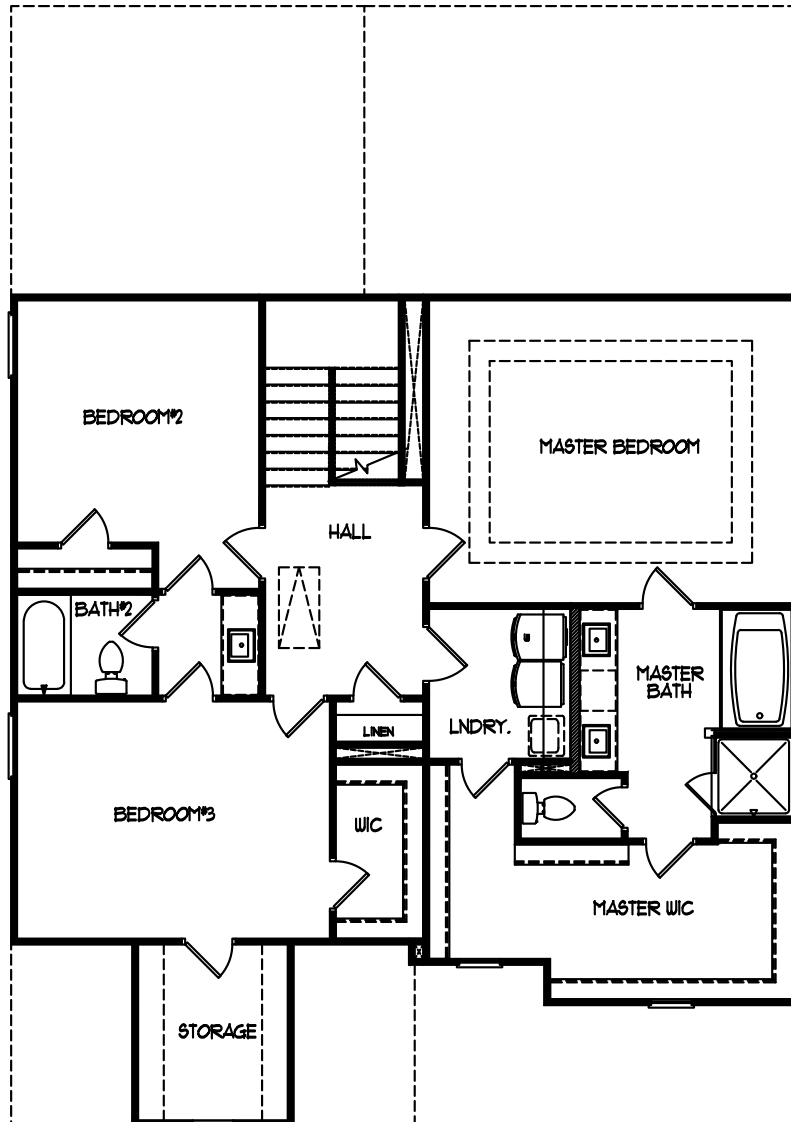 BEDROOM#2
MASTER BEDROOM
HALL
BATH#2
MASTER
BATH
LNDRY.
LINEN
BEDROOM#3
WIC
MASTER WIC
STORAGE